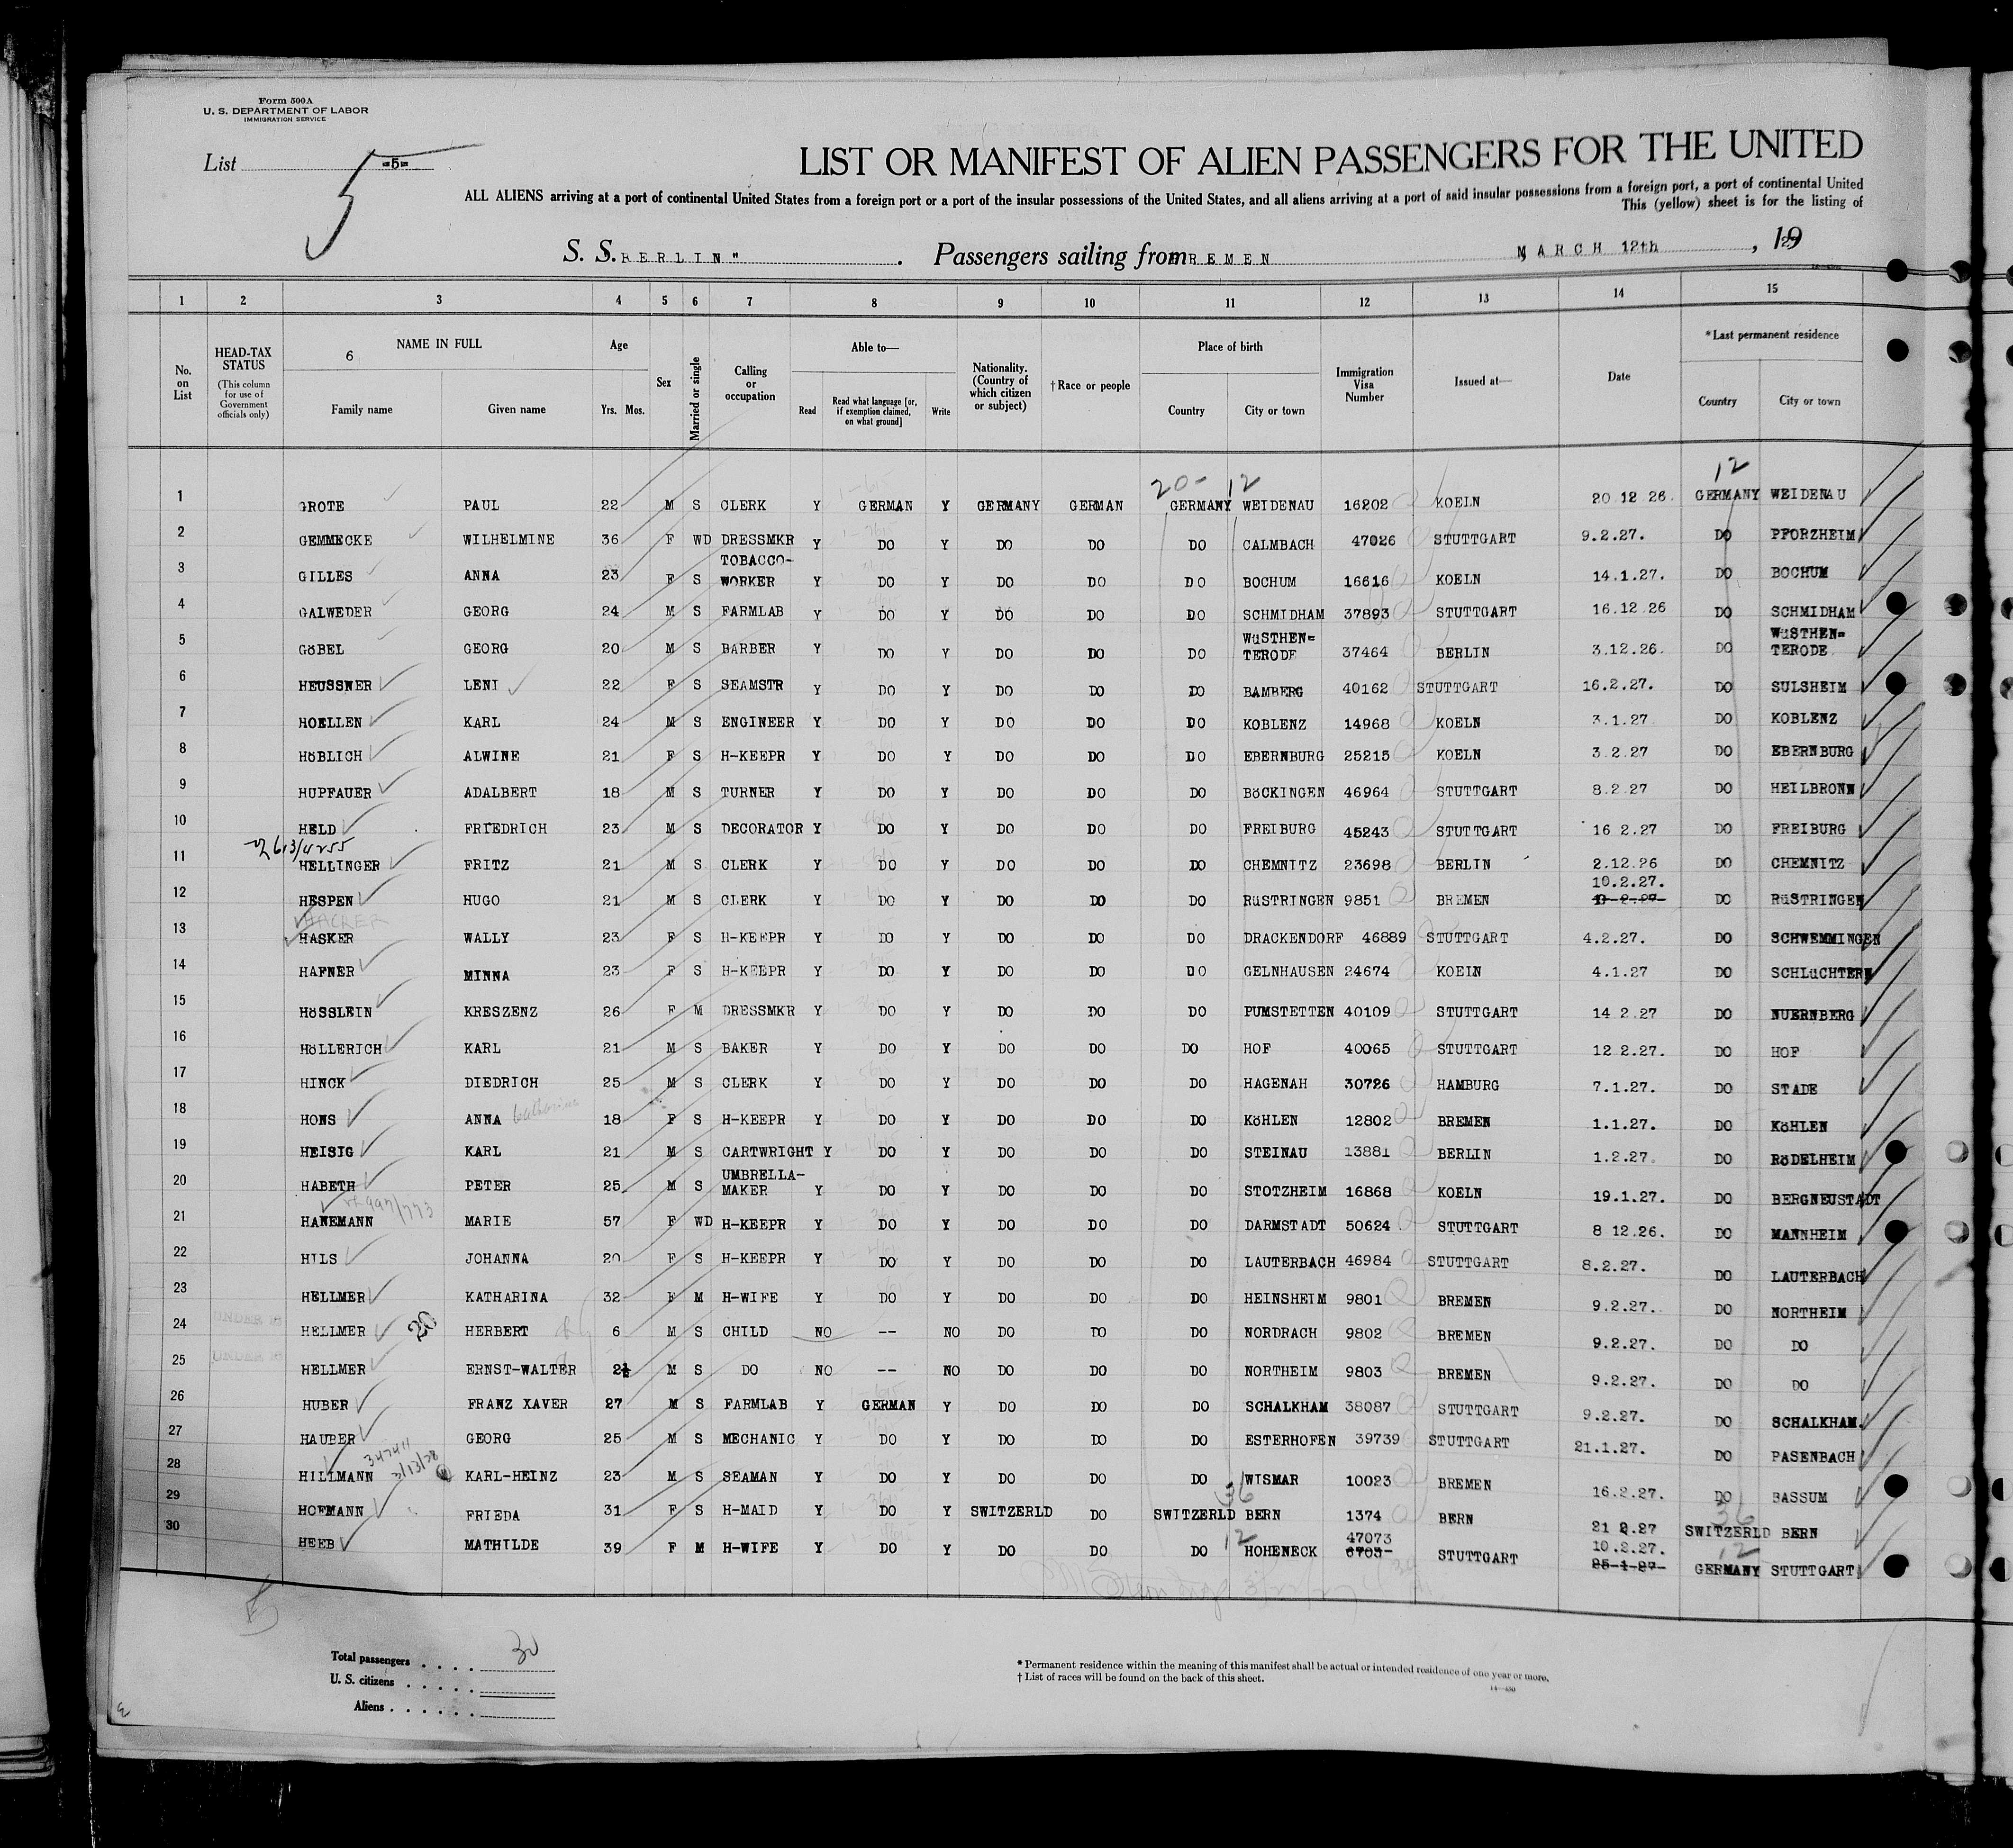 Form 500A
U. S. DEPARTMENT OF LABOR
IMMIGRATION SERVICE
List -5-
5
LIST OR MANIFEST OF ALIEN PASSENGERS FOR THE UNITED
ALL ALIENS arriving at a port of continental United States from a foreign port or a port of the insular possessions of the United States, and all aliens arriving at a port of said insular possessions from a foreign port, a port of continental United
This (yellow) sheet is for the listing of
S. S. BERLIN" . Passengers sailing from BREMEN , MARCH 12th , 1927
1 2 3 4 5 6 7 8 9 10 11 12 13 14 15
No. on List
HEAD-TAX STATUS (This column for use of Government officials only)
6 NAME IN FULL Family name Given name
Age Yrs. Mos.
Sex
Married or single
Calling or occupation
Able to— Read Read what language [or, if exemption claimed, on what ground] Write
Nationality. (Country of which citizen or subject)
†Race or people
Place of birth Country City or town
Immigration Visa Number
Issued at—
Date
*Last permanent residence Country City or town
20- 12 12
1 GROTE PAUL 22 M S CLERK Y GERMAN Y GERMANY GERMAN GERMANY WEIDENAU 16202 KOELN 20 12 26. GERMANY WEIDENAU
2 GEMMECKE WILHELMINE 36 F WD DRESSMKR Y DO Y DO DO DO CALMBACH 47026 STUTTGART 9.2.27. DO PFORZHEIM
3 GILLES ANNA 23 F S TOBACCO-WORKER Y DO Y DO DO DO BOCHUM 16616 KOELN 14.1.27. DO BOCHUM
4 GALWEDER GEORG 24 M S FARMLAB Y DO Y DO DO DO SCHMIDHAM 37893 STUTTGART 16.12 26 DO SCHMIDHAM
5 GöBEL GEORG 20 M S BARBER Y DO Y DO DO DO WüSTHEN=TERODE 37464 BERLIN 3.12.26. DO WüSTHEN=TERODE
6 HEUSSNER LENI 22 F S SEAMSTR Y DO Y DO DO DO BAMBERG 40162 STUTTGART 16.2.27. DO SULSHEIM
7 HOELLEN KARL 24 M S ENGINEER Y DO Y DO DO DO KOBLENZ 14968 KOELN 3.1.27 DO KOBLENZ
8 HöBLICH ALWINE 21 F S H-KEEPR Y DO Y DO DO DO EBERNBURG 25215 KOELN 3.2.27 DO EBERNBURG
9 HUPFAUER ADALBERT 18 M S TURNER Y DO Y DO DO DO BöCKINGEN 46964 STUTTGART 8.2.27 DO HEILBRONN
10 HELD FRIEDRICH 23 M S DECORATOR Y DO Y DO DO DO FREIBURG 45243 STUTTGART 16 2.27 DO FREIBURG
11 HELLINGER FRITZ 21 M S CLERK Y DO Y DO DO DO CHEMNITZ 23698 BERLIN 2.12.26 DO CHEMNITZ
12 HESPEN HUGO 21 M S CLERK Y DO Y DO DO DO RüSTRINGEN 9851 BREMEN 10.2.27. DO RüSTRINGEN
HACKER
13 HASKER WALLY 23 F S H-KEEPR Y DO Y DO DO DO DRACKENDORF 46889 STUTTGART 4.2.27. DO SCHWEMMINGEN
14 HAFNER MINNA 23 F S H-KEEPR Y DO Y DO DO DO GELNHAUSEN 24674 KOELN 4.1.27 DO SCHLüCHTERN
15 HöSSLEIN KRESZENZ 26 F M DRESSMKR Y DO Y DO DO DO PUMSTETTEN 40109 STUTTGART 14 2.27 DO NUERNBERG
16 HöLLERICH KARL 21 M S BAKER Y DO Y DO DO DO HOF 40065 STUTTGART 12 2.27. DO HOF
17 HINCK DIEDRICH 25 M S CLERK Y DO Y DO DO DO HAGENAH 30726 HAMBURG 7.1.27. DO STADE
18 HONS ANNA Catharina 18 F S H-KEEPR Y DO Y DO DO DO KöHLEN 12802 BREMEN 1.1.27. DO KöHLEN
19 HEISIG KARL 21 M S CARTWRIGHT Y DO Y DO DO DO STEINAU 13881 BERLIN 1.2.27. DO RöDELHEIM
20 HABETH PETER 25 M S UMBRELLA-MAKER Y DO Y DO DO DO STOTZHEIM 16868 KOELN 19.1.27. DO BERGNEUSTADT
21 HANEMANN MARIE 57 F WD H-KEEPR Y DO Y DO DO DO DARMSTADT 50624 STUTTGART 8 12.26. DO MANNHEIM
22 HILS JOHANNA 20 F S H-KEEPR Y DO Y DO DO DO LAUTERBACH 46984 STUTTGART 8.2.27. DO LAUTERBACH
23 HELLMER KATHARINA 32 F M H-WIFE Y DO Y DO DO DO HEINSHEIM 9801 BREMEN 9.2.27. DO NORTHEIM
24 UNDER 16 HELLMER 20 HERBERT 6 M S CHILD NO -- NO DO DO DO NORDRACH 9802 BREMEN 9.2.27. DO DO
25 UNDER 16 HELLMER ERNST-WALTER 2½ M S DO NO -- NO DO DO DO NORTHEIM 9803 BREMEN 9.2.27. DO DO
26 HUBER FRANZ XAVER 27 M S FARMLAB Y GERMAN Y DO DO DO SCHALKHAM 38087 STUTTGART 9.2.27. DO SCHALKHAM.
27 HAUBER GEORG 25 M S MECHANIC Y DO Y DO DO DO ESTERHOFEN 39739 STUTTGART 21.1.27. DO PASENBACH
28 HILLMANN 3/13/28 KARL-HEINZ 23 M S SEAMAN Y DO Y DO DO DO WISMAR 10023 BREMEN 16.2.27. DO BASSUM
36 36
29 HOFMANN FRIEDA 31 F S H-MAID Y DO Y SWITZERLD DO SWITZERLD BERN 1374 BERN 21 2.27 SWITZERLD BERN
12 12
30 HEEB MATHILDE 39 F M H-WIFE Y DO Y DO DO DO HOHENECK 47073 6703 STUTTGART 10.2.27. 25-1-27 GERMANY STUTTGART
Total passengers . . . . 30
U. S. citizens . . . . .
Aliens . . . . . .
* Permanent residence within the meaning of this manifest shall be actual or intended residence of one year or more.
† List of races will be found on the back of this sheet.